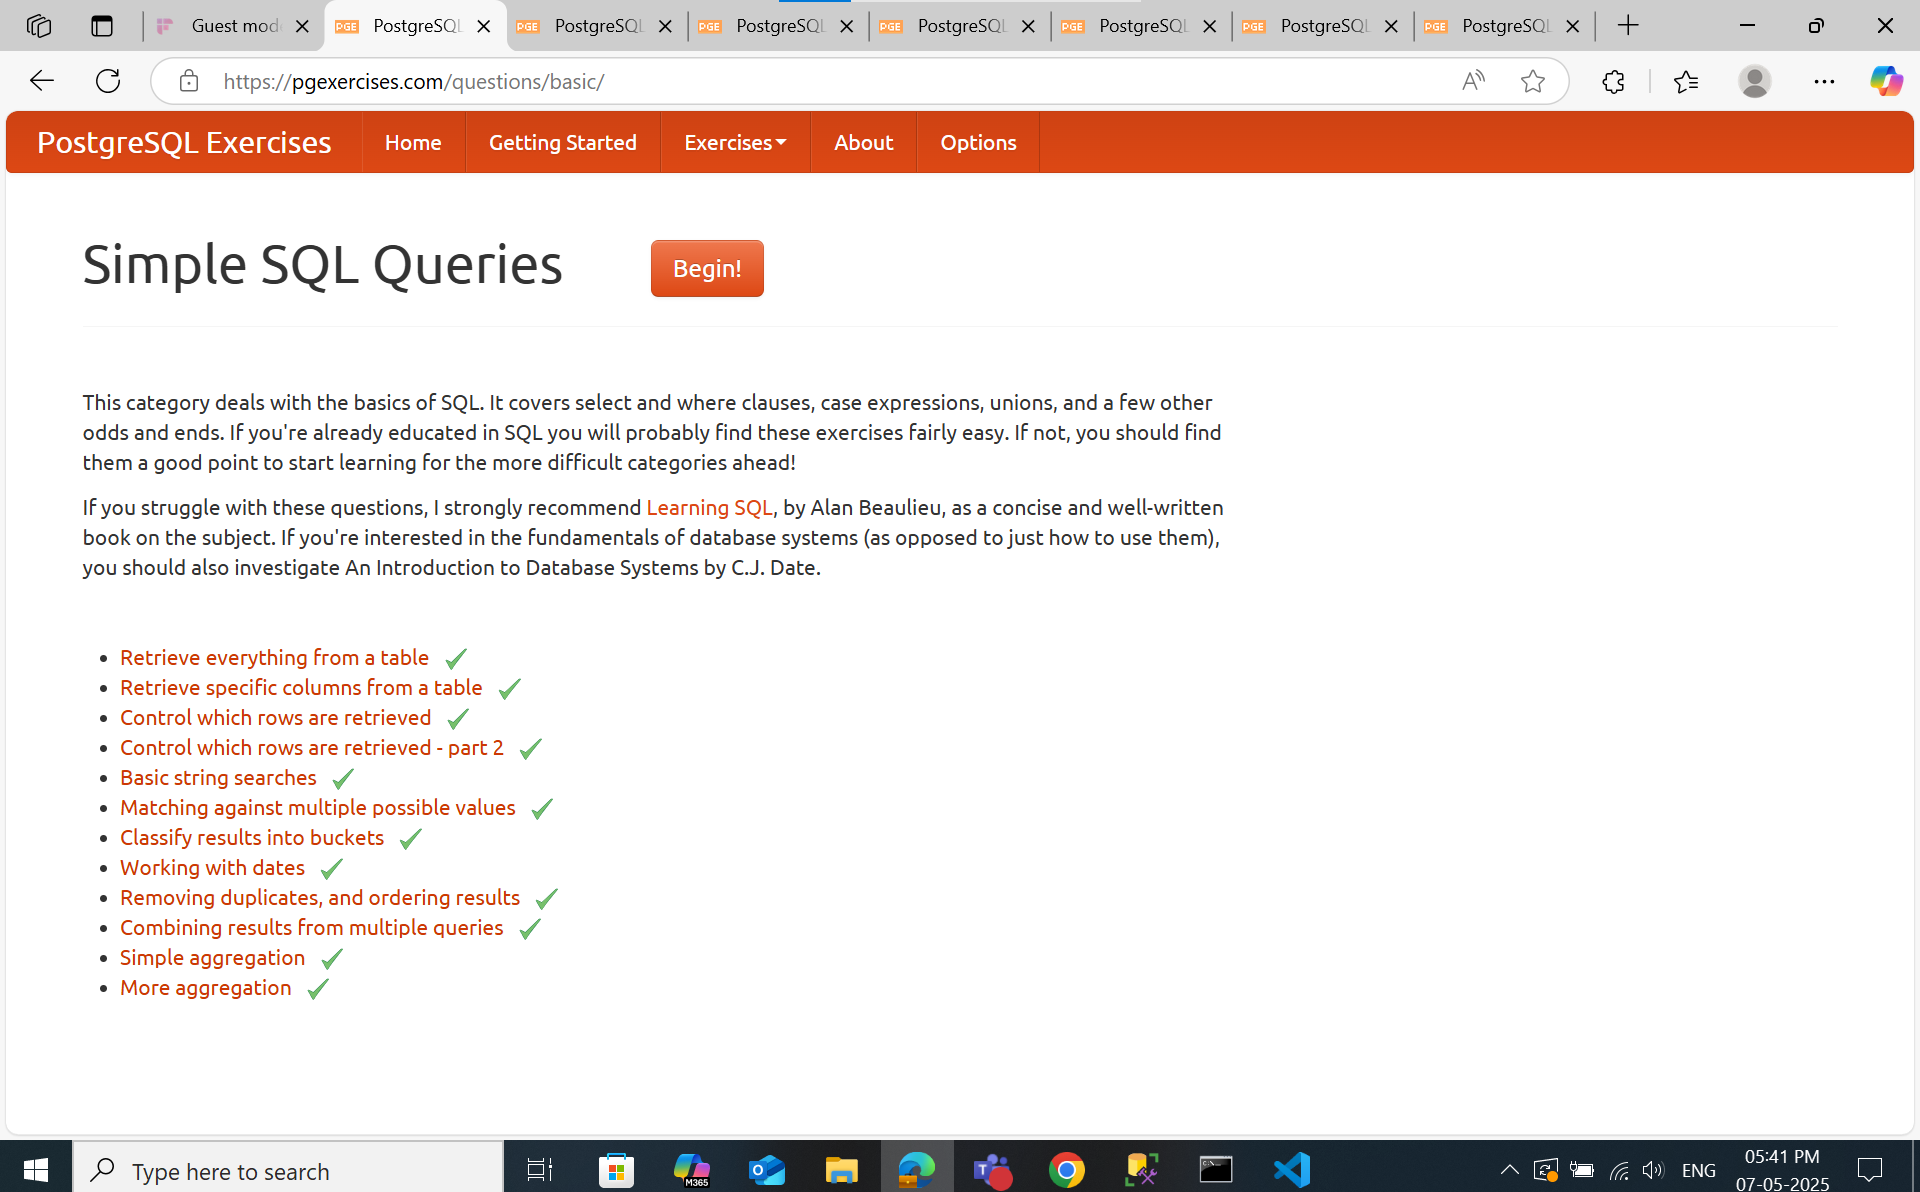 Guest mod
PGE PostgreSQL
PGE PostgreSQL
PGE PostgreSQL
PGE PostgreSQL
PGE PostgreSQL
PGE PostgreSQL
PGE PostgreSQL
https://pgexercises.com/questions/basic/
PostgreSQL Exercises
Home
Getting Started
Exercises
About
Options
Simple SQL Queries
Begin!
This category deals with the basics of SQL. It covers select and where clauses, case expressions, unions, and a few other
odds and ends. If you're already educated in SQL you will probably find these exercises fairly easy. If not, you should find
them a good point to start learning for the more difficult categories ahead!
If you struggle with these questions, I strongly recommend Learning SQL, by Alan Beaulieu, as a concise and well-written
book on the subject. If you're interested in the fundamentals of database systems (as opposed to just how to use them),
you should also investigate An Introduction to Database Systems by C.J. Date.
Retrieve everything from a table
Retrieve specific columns from a table
Control which rows are retrieved
Control which rows are retrieved - part 2
Basic string searches
Matching against multiple possible values
Classify results into buckets
Working with dates
Removing duplicates, and ordering results
Combining results from multiple queries
Simple aggregation
More aggregation
Type here to search
M365
ENG
05:41 PM
07-05-2025